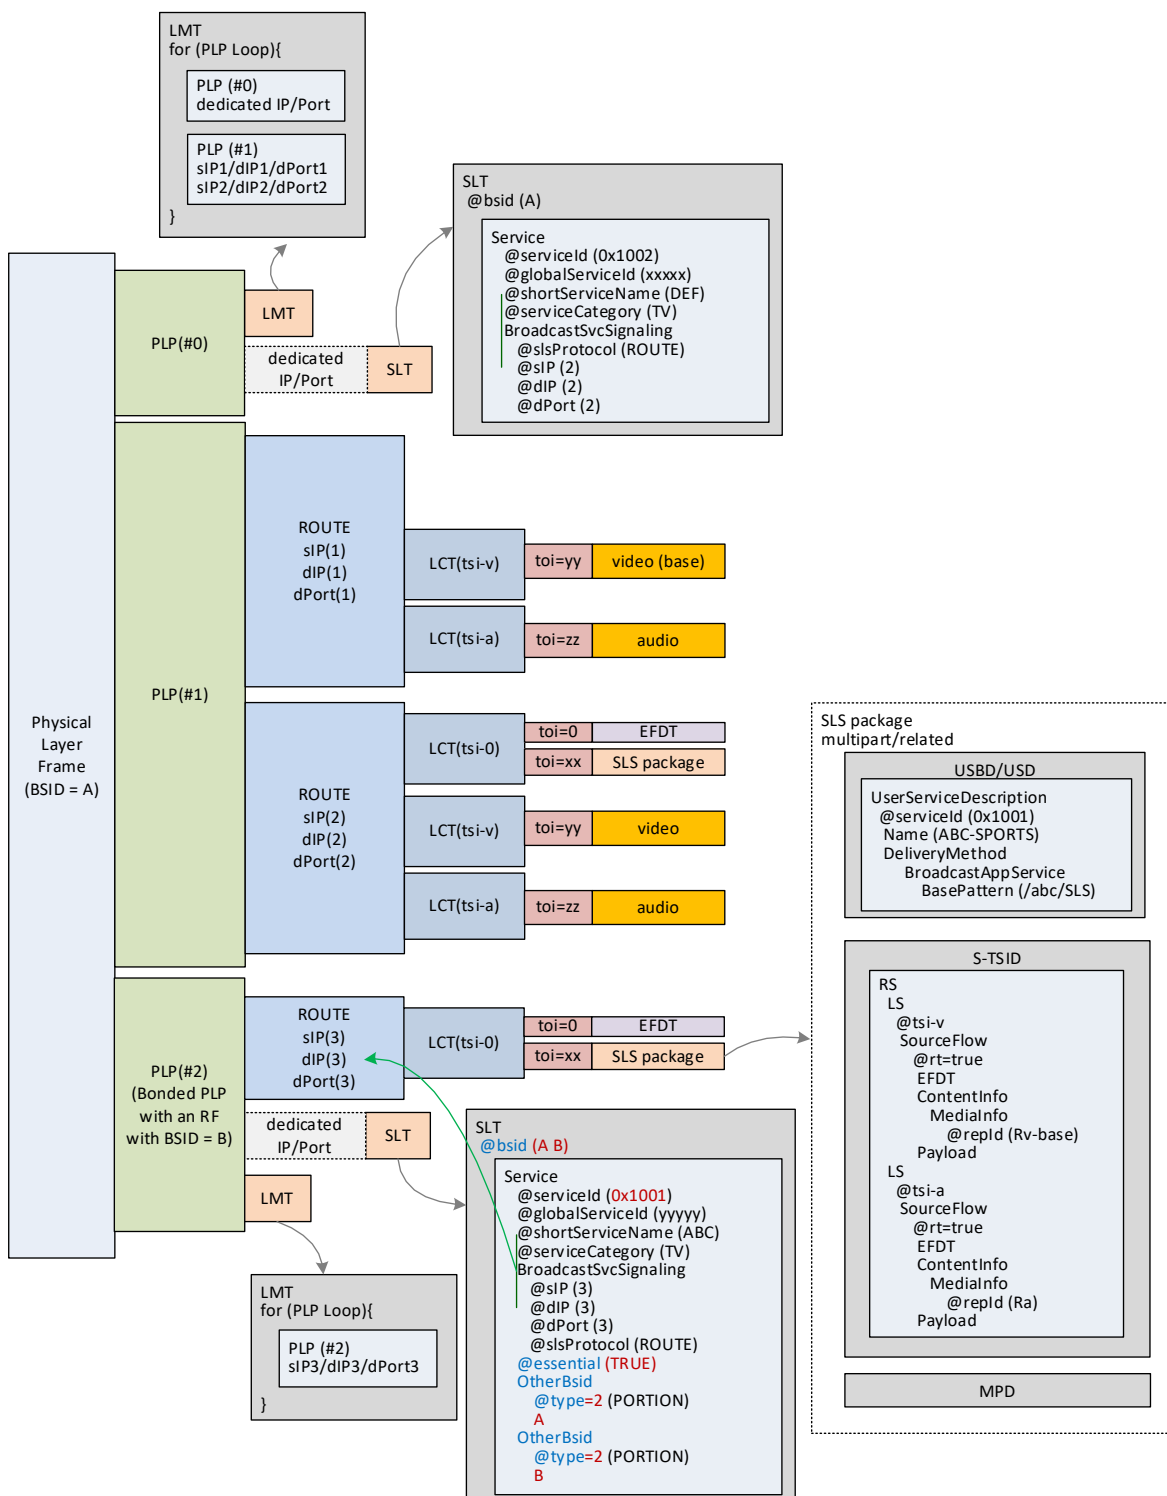 LMT
for (PLP Loop){
PLP (#0)
dedicated IP/Port
PLP (#1)
sIP1/dIP1/dPort1
sIP2/dIP2/dPort2
}
SLT
@bsid (A)
Service
@serviceId (0x1002)
@globalServiceId (xxxxx)
@shortServiceName (DEF)
@serviceCategory (TV)
BroadcastSvcSignaling
@slsProtocol (ROUTE)
@sIP (2)
@dIP (2)
@dPort (2)
Physical
Layer
Frame
(BSID = A)
PLP(#0)
LMT
dedicated
IP/Port
SLT
PLP(#1)
ROUTE
sIP(1)
dIP(1)
dPort(1)
LCT(tsi-v)
toi=yy
video (base)
LCT(tsi-a)
toi=zz
audio
ROUTE
sIP(2)
dIP(2)
dPort(2)
LCT(tsi-0)
toi=0
EFDT
toi=xx
SLS package
LCT(tsi-v)
toi=yy
video
LCT(tsi-a)
toi=zz
audio
PLP(#2)
(Bonded PLP
with an RF
with BSID = B)
ROUTE
sIP(3)
dIP(3)
dPort(3)
LCT(tsi-0)
toi=0
EFDT
toi=xx
SLS package
dedicated
IP/Port
SLT
LMT
LMT
for (PLP Loop){
PLP (#2)
sIP3/dIP3/dPort3
}
SLT
@bsid (A B)
Service
@serviceId (0x1001)
@globalServiceId (yyyyy)
@shortServiceName (ABC)
@serviceCategory (TV)
BroadcastSvcSignaling
@sIP (3)
@dIP (3)
@dPort (3)
@slsProtocol (ROUTE)
@essential (TRUE)
OtherBsid
@type=2 (PORTION)
A
OtherBsid
@type=2 (PORTION)
B
SLS package
multipart/related
USBD/USD
UserServiceDescription
@serviceId (0x1001)
Name (ABC-SPORTS)
DeliveryMethod
BroadcastAppService
BasePattern (/abc/SLS)
S-TSID
RS
LS
@tsi-v
SourceFlow
@rt=true
EFDT
ContentInfo
MediaInfo
@repId (Rv-base)
Payload
LS
@tsi-a
SourceFlow
@rt=true
EFDT
ContentInfo
MediaInfo
@repId (Ra)
Payload
MPD